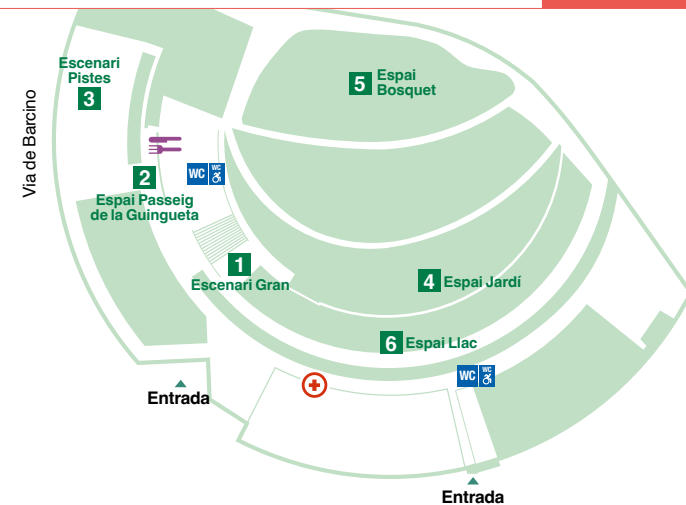 Via de Barcino
Escenari
Pistes
3
5
Espai
Bosquet
WC
WC
2
Espai Passeig
de la Guingueta
1
Escenari Gran
4
Espai Jardí
6
Espai Llac
WC
WC
Entrada
Entrada